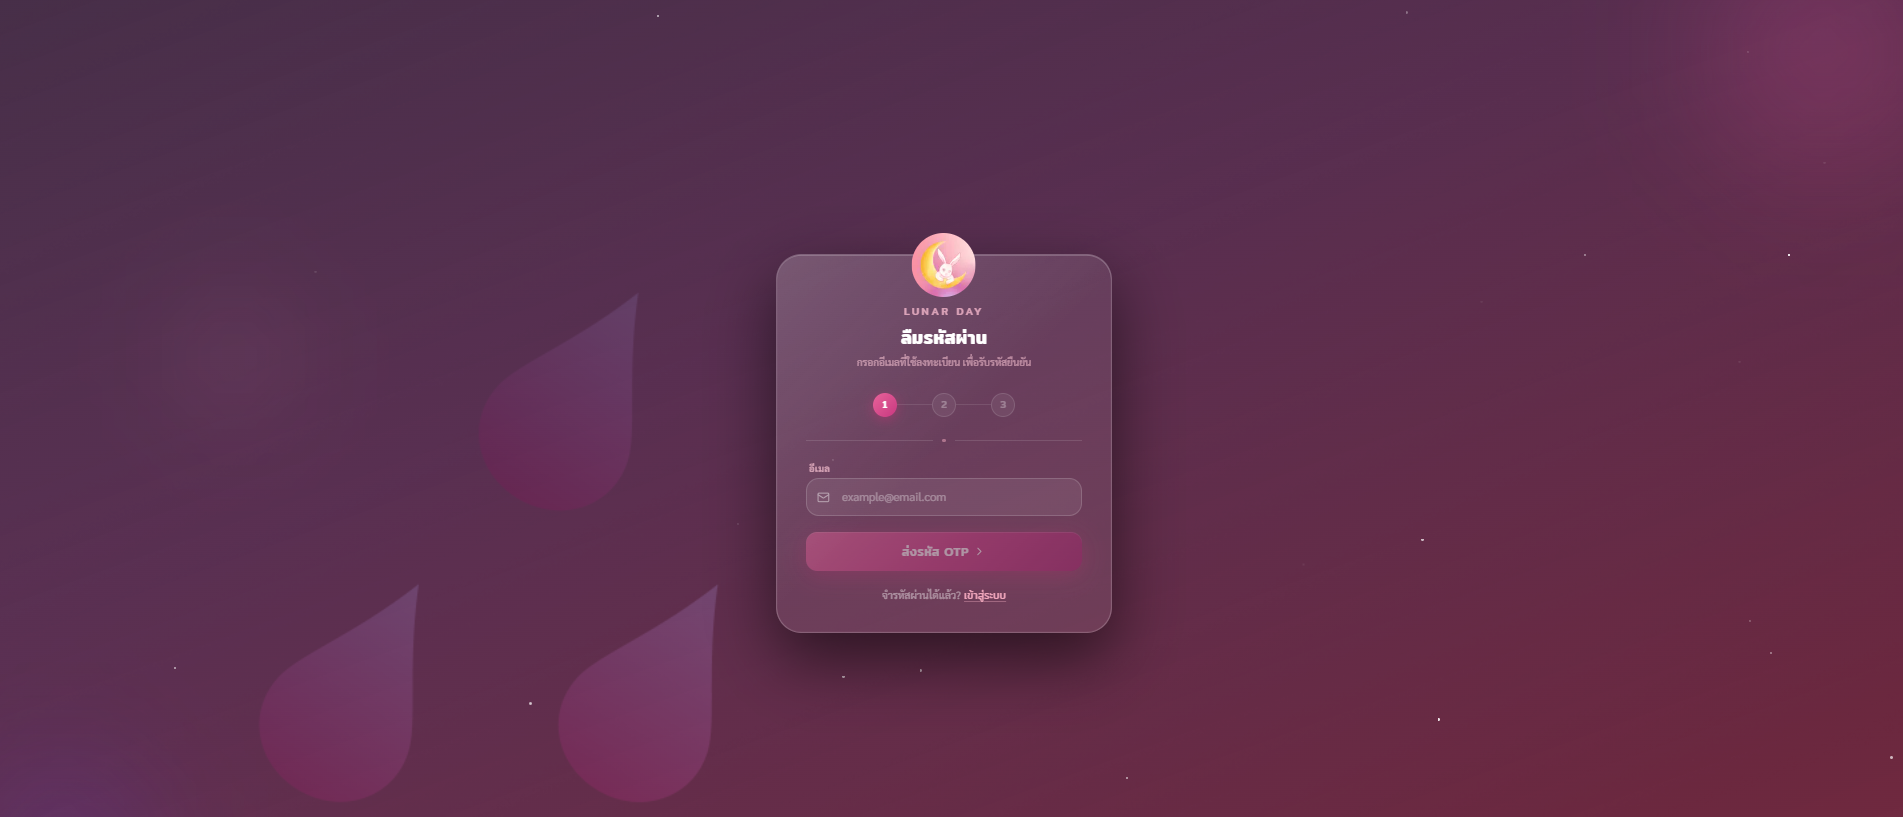 LUNAR DAY
ลืมรหัสผ่าน
กรอกอีเมลที่ใช้ลงทะเบียน เพื่อรับรหัสยืนยัน
1 2 3
อีเมล
example@email.com
ส่งรหัส OTP
จำรหัสผ่านได้แล้ว? เข้าสู่ระบบ